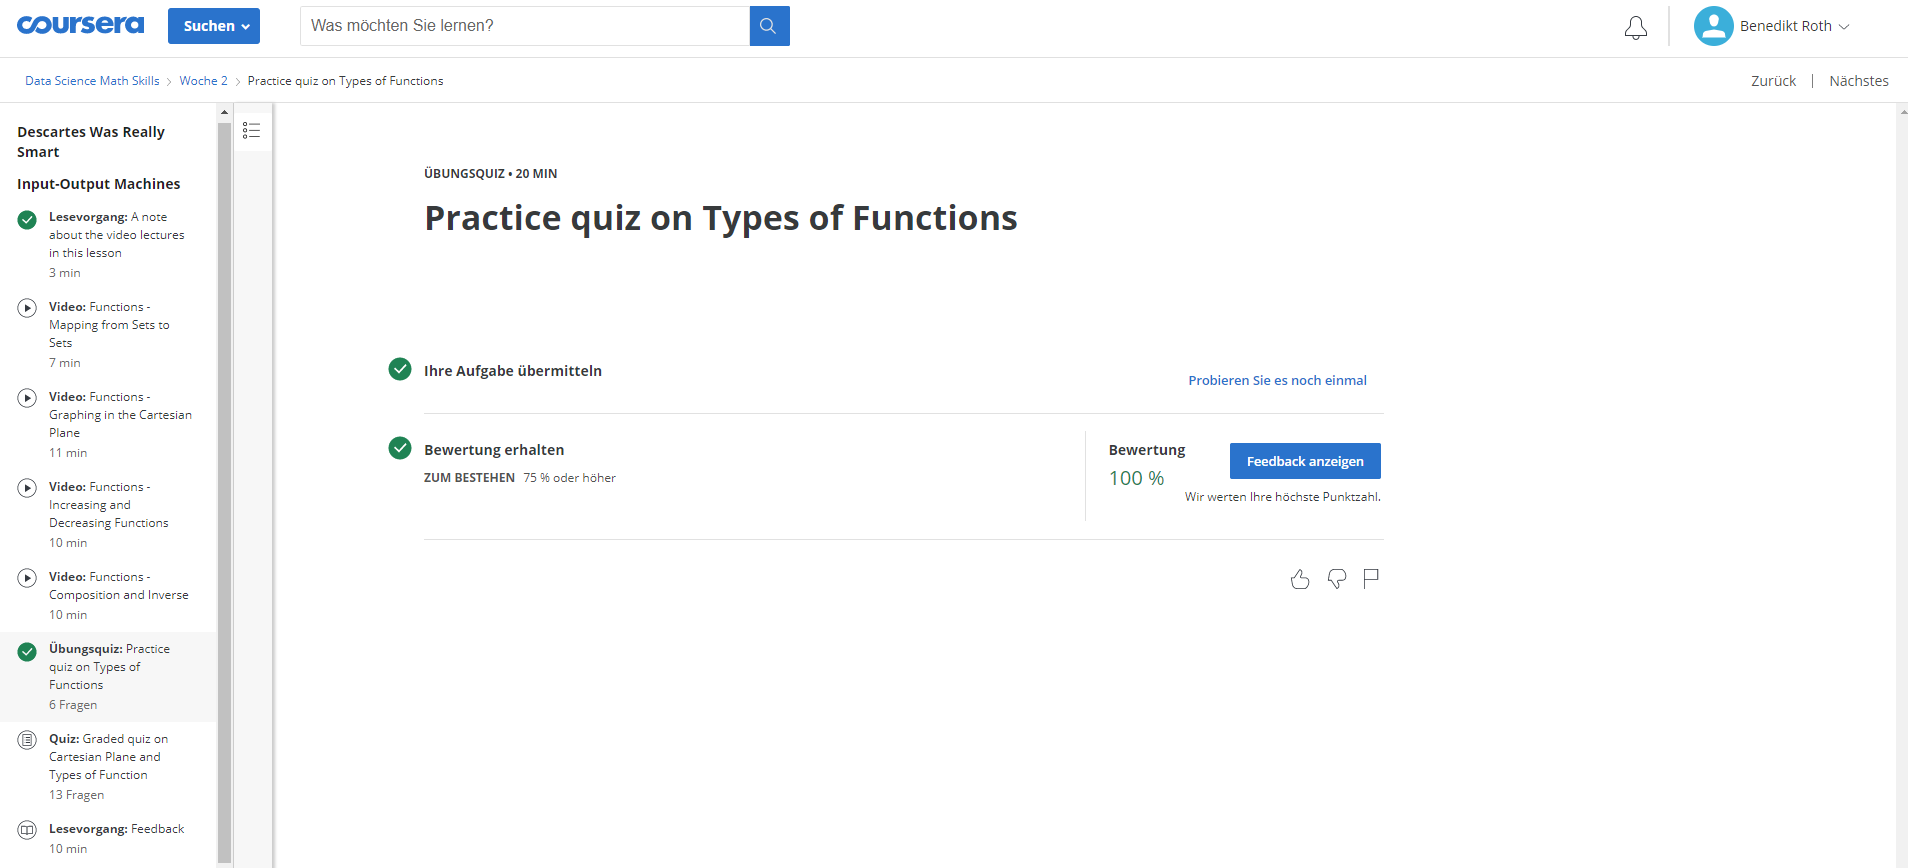 coursera
Suchen
Was möchten Sie lernen?
Benedikt Roth
Data Science Math Skills
Woche 2
Practice quiz on Types of Functions
Zurück
Nächstes
Descartes Was Really
Smart
Input-Output Machines
Lesevorgang: A note
about the video lectures
in this lesson
3 min
Video: Functions -
Mapping from Sets to
Sets
7 min
Video: Functions -
Graphing in the Cartesian
Plane
11 min
Video: Functions -
Increasing and
Decreasing Functions
10 min
Video: Functions -
Composition and Inverse
10 min
Übungsquiz: Practice
quiz on Types of
Functions
6 Fragen
Quiz: Graded quiz on
Cartesian Plane and
Types of Function
13 Fragen
Lesevorgang: Feedback
10 min
ÜBUNGSQUIZ • 20 MIN
Practice quiz on Types of Functions
Ihre Aufgabe übermitteln
Probieren Sie es noch einmal
Bewertung erhalten
ZUM BESTEHEN 75 % oder höher
Bewertung
100 %
Feedback anzeigen
Wir werten Ihre höchste Punktzahl.